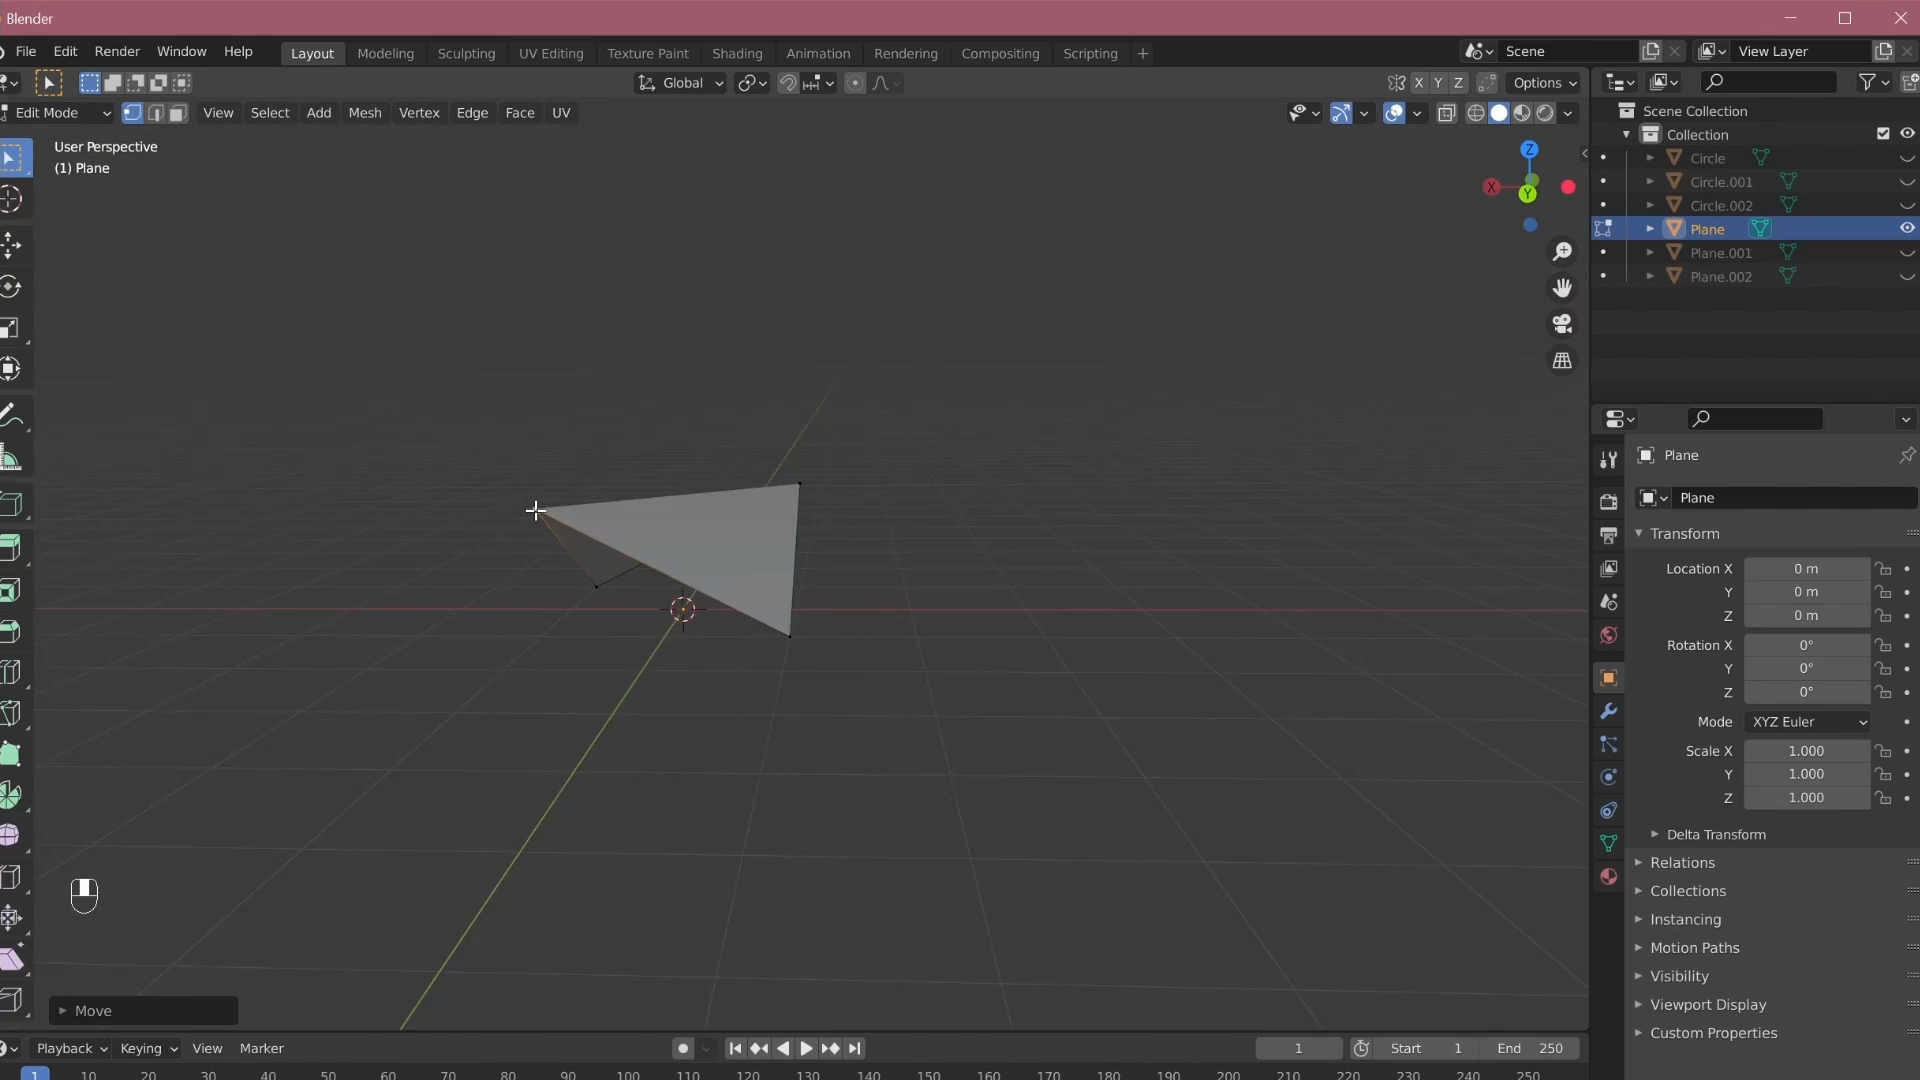 Blender
File Edit Render Window Help Layout Modeling Sculpting UV Editing Texture Paint Shading Animation Rendering Compositing Scripting + Scene View Layer
Global X Y Z Options
Edit Mode View Select Add Mesh Vertex Edge Face UV
User Perspective
(1) Plane
Z
X
Y
Scene Collection
Collection
Circle
Circle.001
Circle.002
Plane
Plane.001
Plane.002
Plane
Plane
Transform
Location X 0 m
Y 0 m
Z 0 m
Rotation X 0°
Y 0°
Z 0°
Mode XYZ Euler
Scale X 1.000
Y 1.000
Z 1.000
Delta Transform
Relations
Collections
Instancing
Motion Paths
Visibility
Viewport Display
Custom Properties
Move
Playback Keying View Marker 1 Start 1 End 250
1 10 20 30 40 50 60 70 80 90 100 110 120 130 140 150 160 170 180 190 200 210 220 230 240 250